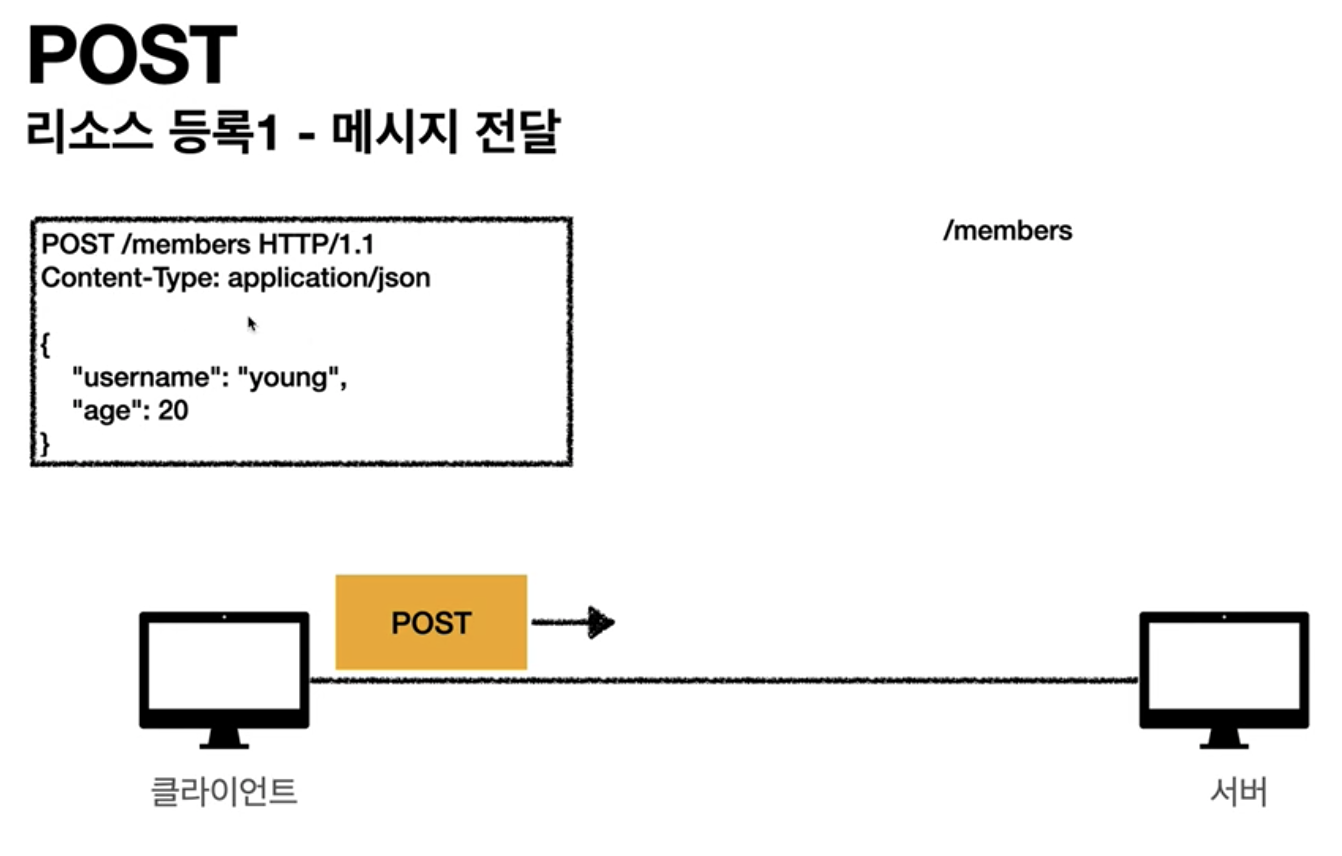 POST
리소스 등록1 - 메시지 전달
POST /members HTTP/1.1
Content-Type: application/json
{
"username": "young",
"age": 20
}
/members
POST
클라이언트
서버